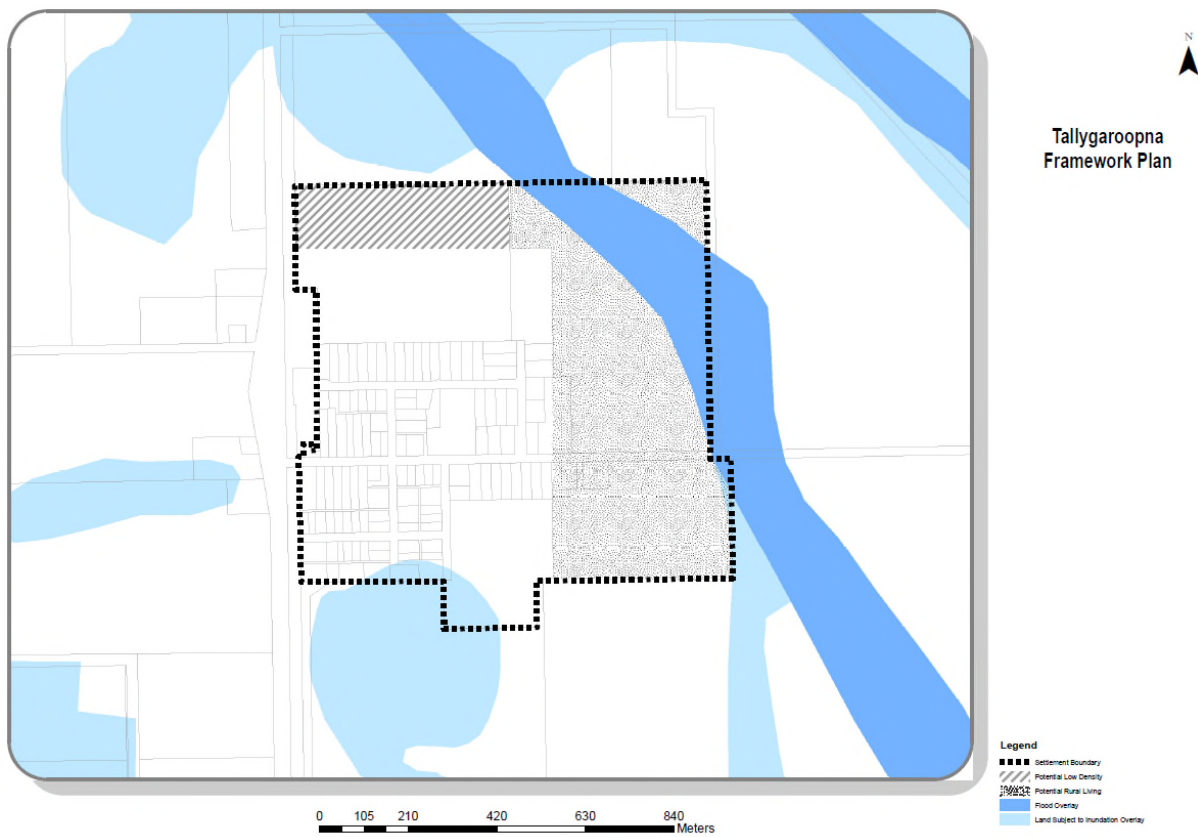 N
Tallygaroopna
Framework Plan
Legend
Settlement Boundary
Potential Low Density
Potential Rural Living
Flood Overlay
Land Subject to Inundation Overlay
0 105 210 420 630 840
Meters